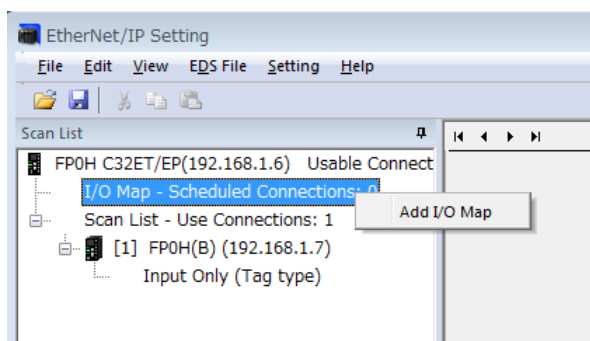 EtherNet/IP Setting
File Edit View EDS File Setting Help
Scan List
FP0H C32ET/EP(192.168.1.6) Usable Connect
I/O Map - Scheduled Connections: 0
Add I/O Map
Scan List - Use Connections: 1
[1] FP0H(B) (192.168.1.7)
Input Only (Tag type)